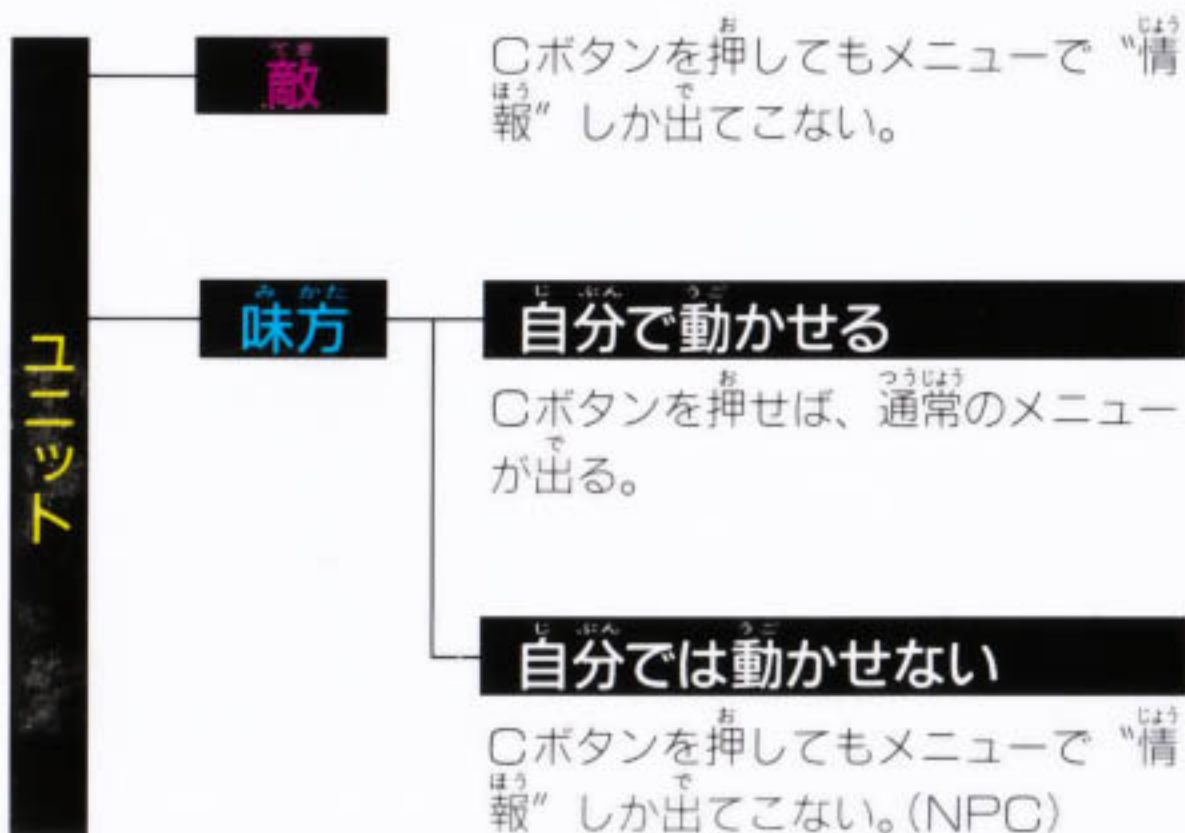 ユニット
敵
Cボタンを押してもメニューで〝情
報〟しか出てこない。
味方
自分で動かせる
Cボタンを押せば、通常のメニュー
が出る。
自分では動かせない
Cボタンを押してもメニューで〝情
報〟しか出てこない。(NPC)